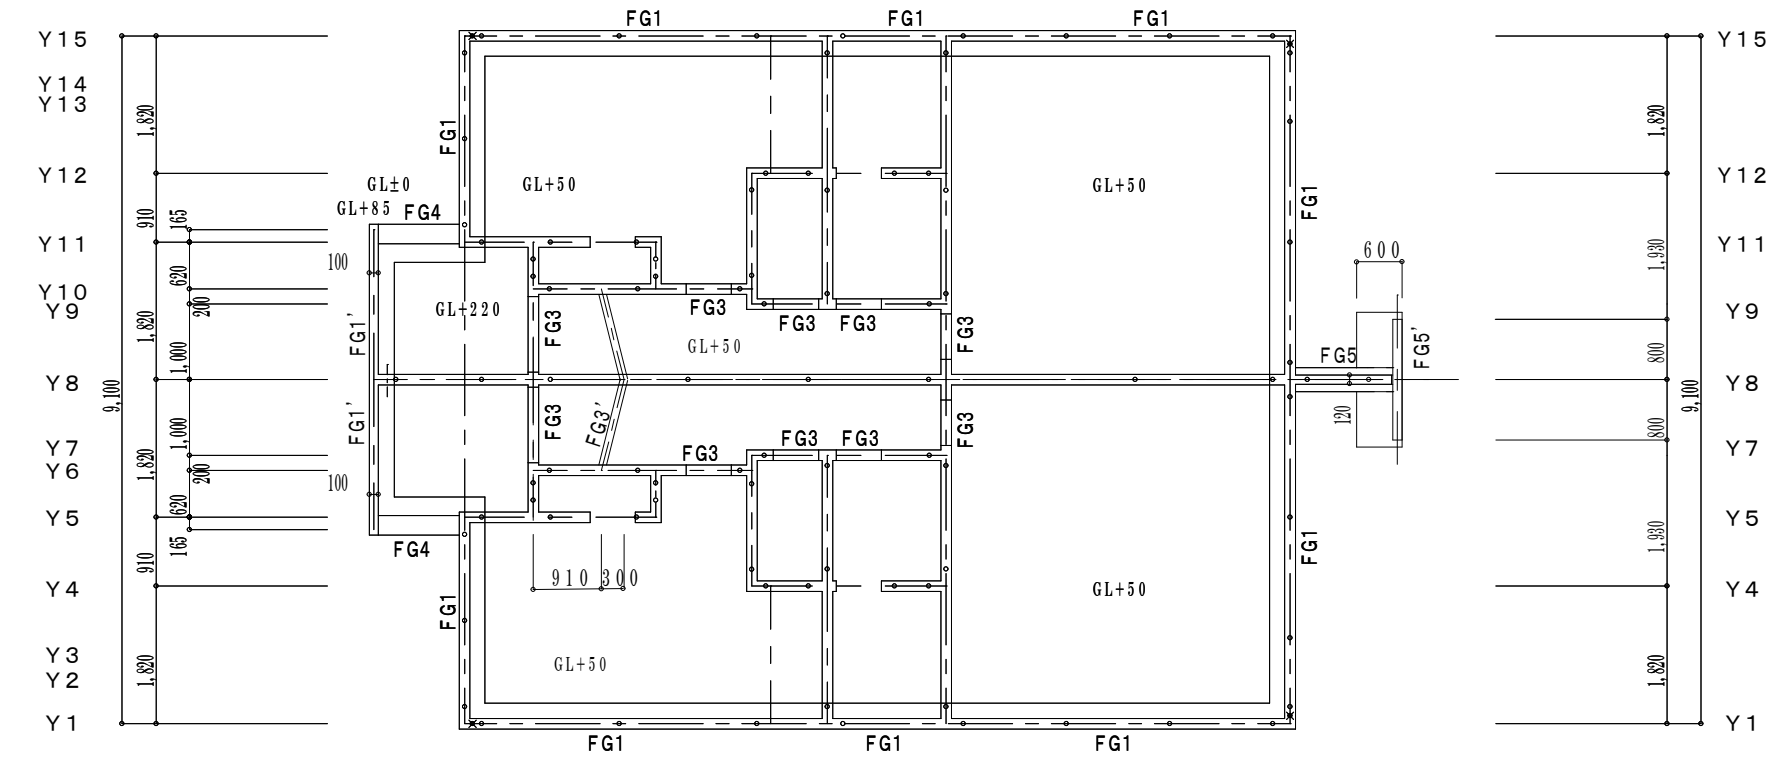 FG1 FG1 FG1
Y15 Y15
Y14
Y13
1,820 1,820
FG1
Y12 GL±0 GL+50 GL+50 Y12
FG1
GL+85 FG4
910 165
Y11 1,930 Y11
600
100
620
Y10
Y9 200 GL+220 FG3 Y9
FG1' FG3 FG3 FG3 FG3
1,820 GL+50 FG5'
1,000 FG5 800
Y8 Y8
9,100 9,100
FG1' FG3 FG3' 120
1,000 FG3 800
FG3 FG3 FG3
Y7 Y7
1,820
Y6 200
100
620
Y5 Y5
165 FG4 1,930 FG1
910
910 300
Y4 GL+50 Y4
FG1
Y3 GL+50
1,820 1,820
Y2
Y1 Y1
FG1 FG1 FG1